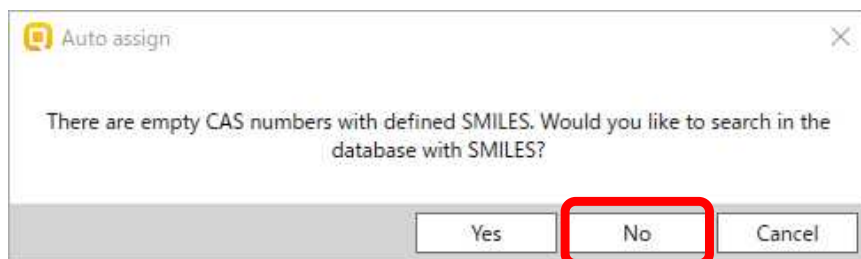 Auto assign
There are empty CAS numbers with defined SMILES. Would you like to search in the
database with SMILES?
Yes No Cancel